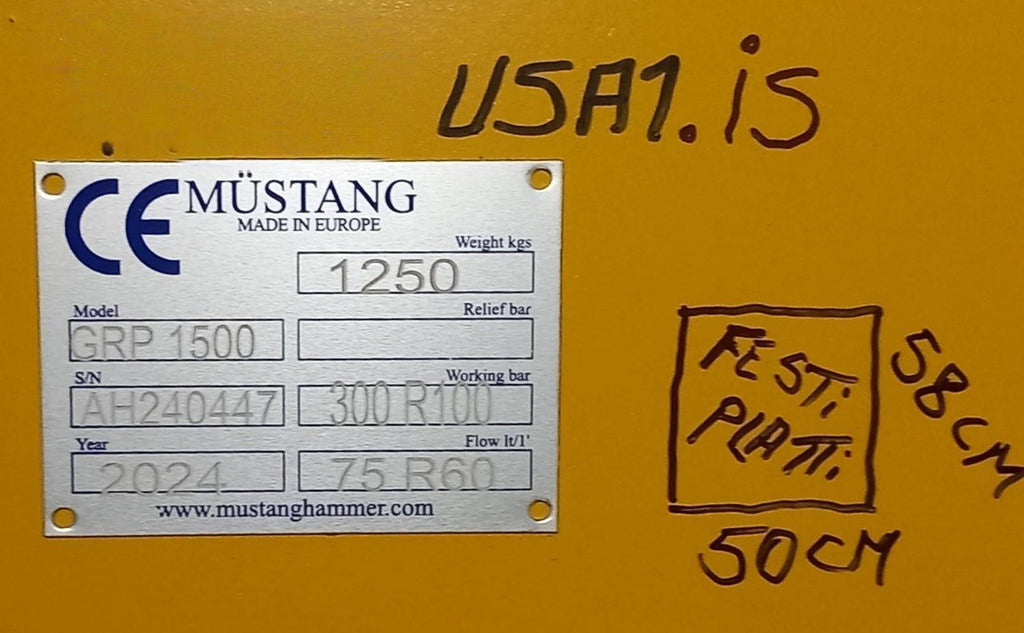 USA1.is
CE MÜSTANG
MADE IN EUROPE
Weight kgs
1250
Model
Relief bar
GRP 1500
S/N
Working bar
AH240447
300 R100
Year
Flow lt/1'
2024
75 R60
www.mustanghammer.com
FESTi
PLATTi
58CM
50CM